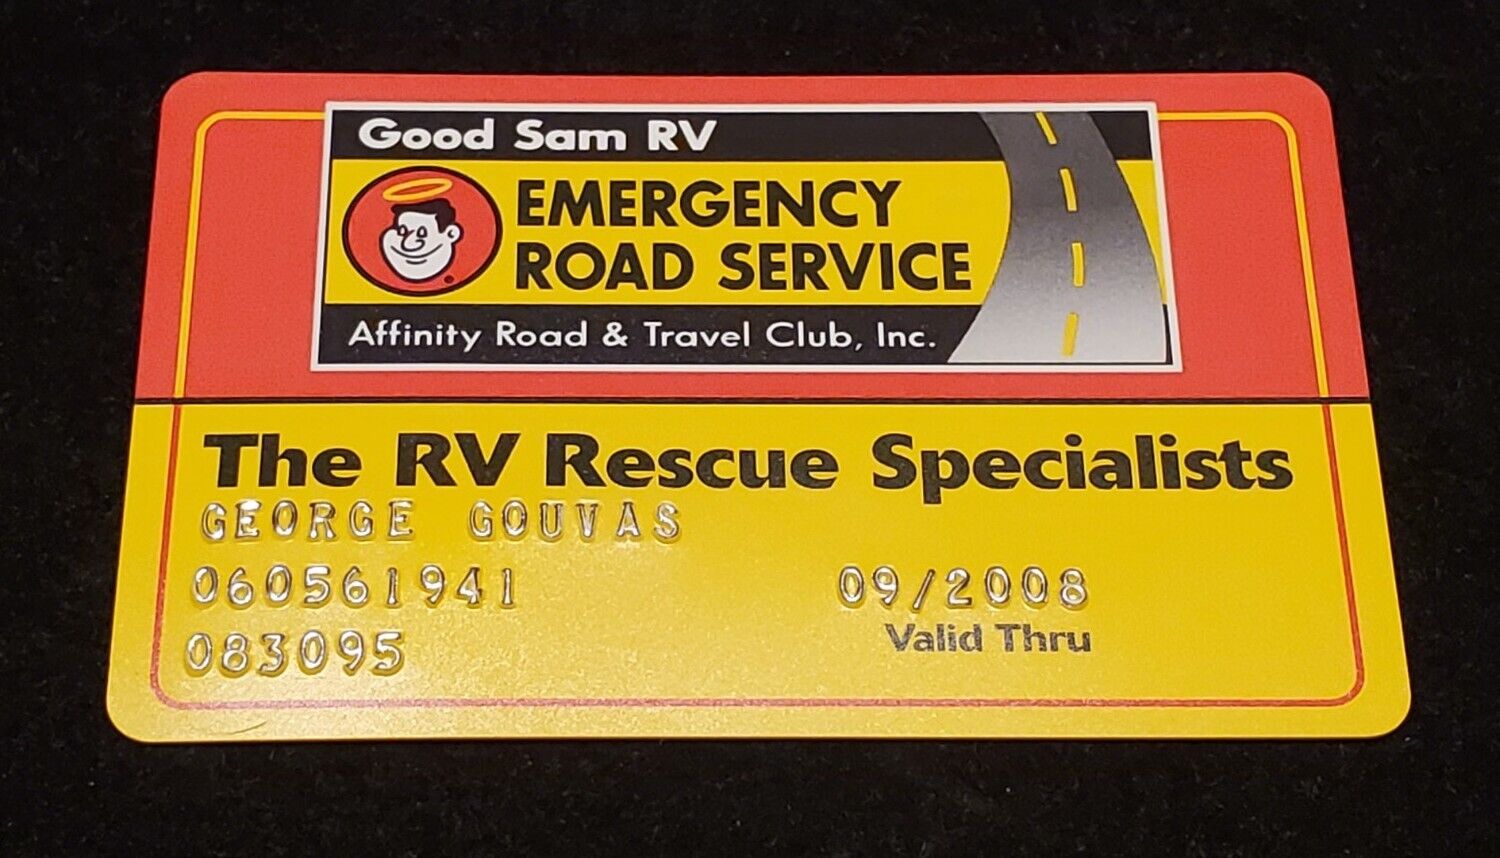 Good Sam RV
EMERGENCY
ROAD SERVICE
Affinity Road & Travel Club, Inc.
The RV Rescue Specialists
GEORGE GOUVAS
060561941
09/2008
083095
Valid Thru